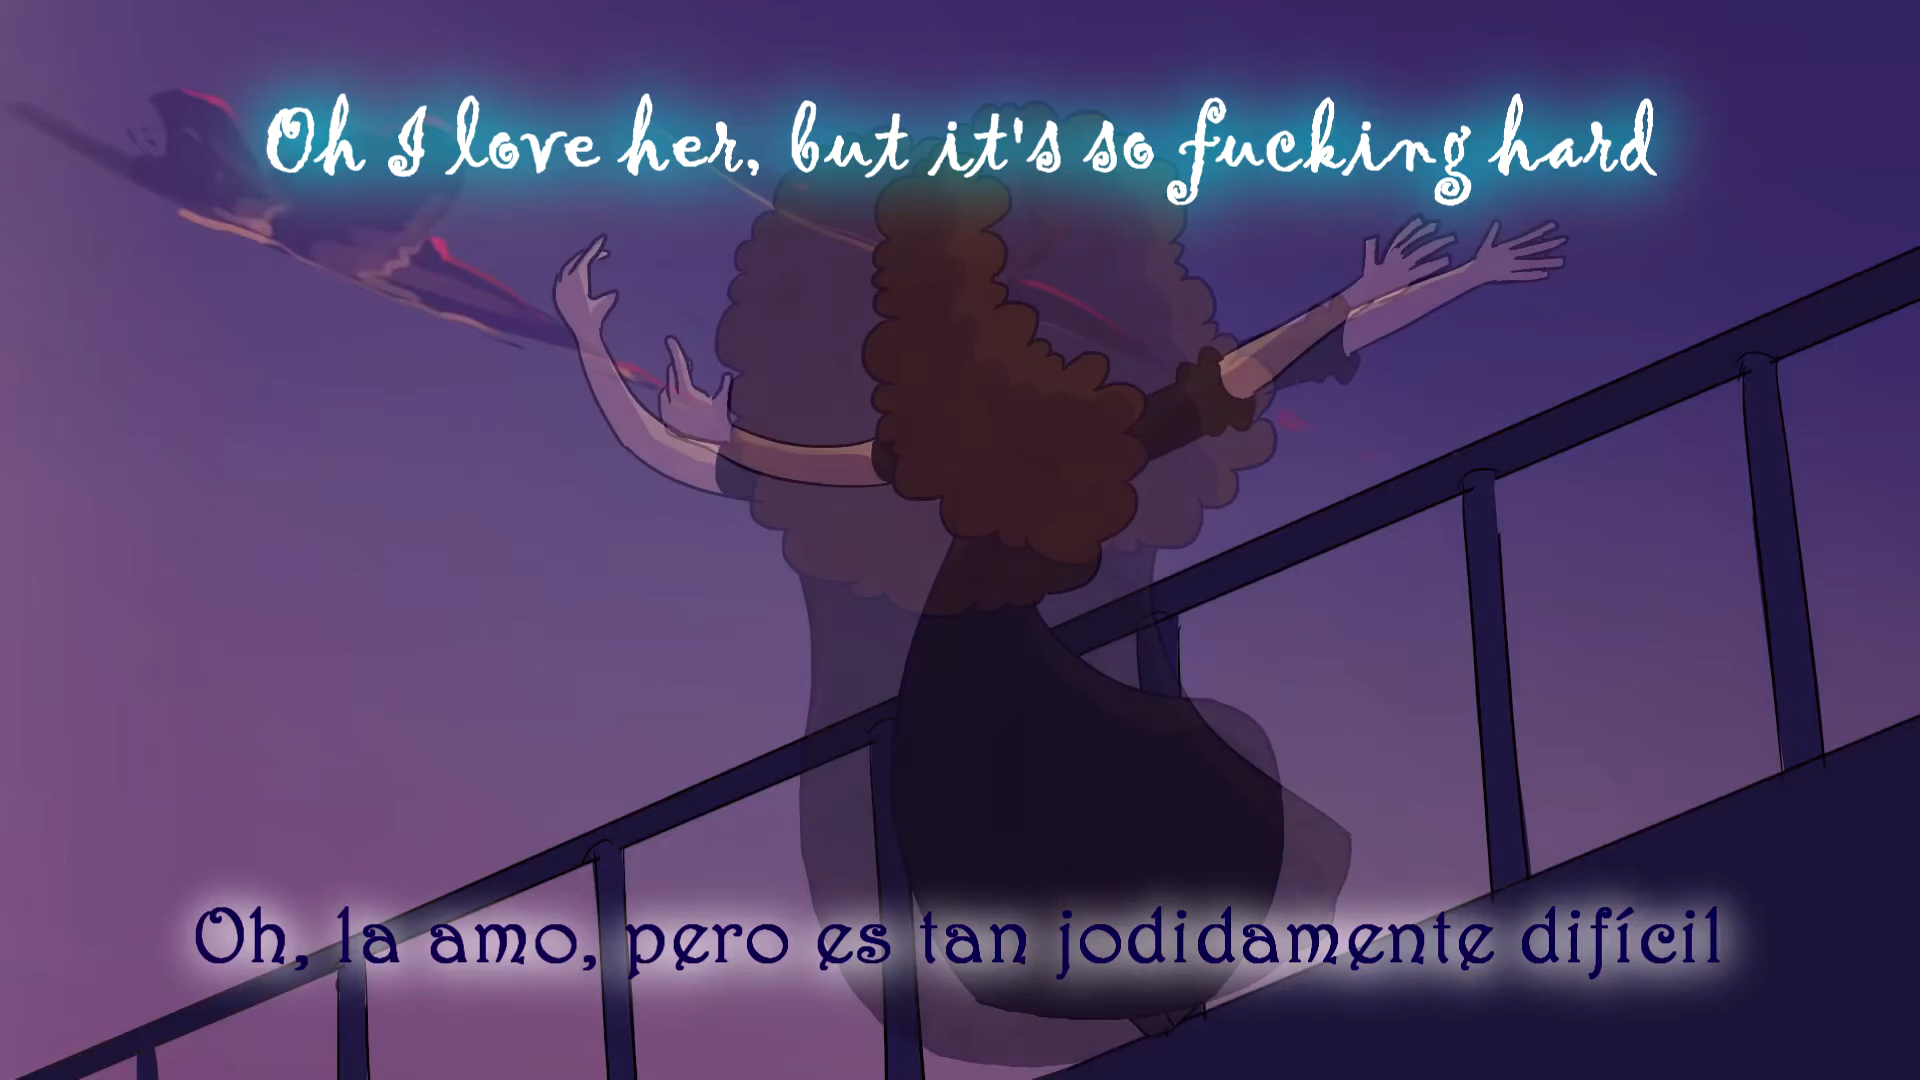 Oh I love her, but it's so fucking hard
Oh, la amo, pero es tan jodidamente difícil